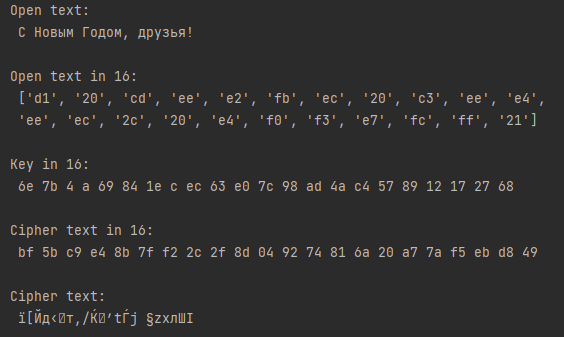 Open text:
С Новым Годом, друзья!
Open text in 16:
['d1', '20', 'cd', 'ee', 'e2', 'fb', 'ec', '20', 'c3', 'ee', 'e4',
'ee', 'ec', '2c', '20', 'e4', 'f0', 'f3', 'e7', 'fc', 'ff', '21']
Key in 16:
6e 7b 4 a 69 84 1e c ec 63 e0 7c 98 ad 4a c4 57 89 12 17 27 68
Cipher text in 16:
bf 5b c9 e4 8b 7f f2 2c 2f 8d 04 92 74 81 6a 20 a7 7a f5 eb d8 49
Cipher text:
ї[Йд‹т,/Ќ’tЃj §zхлШI